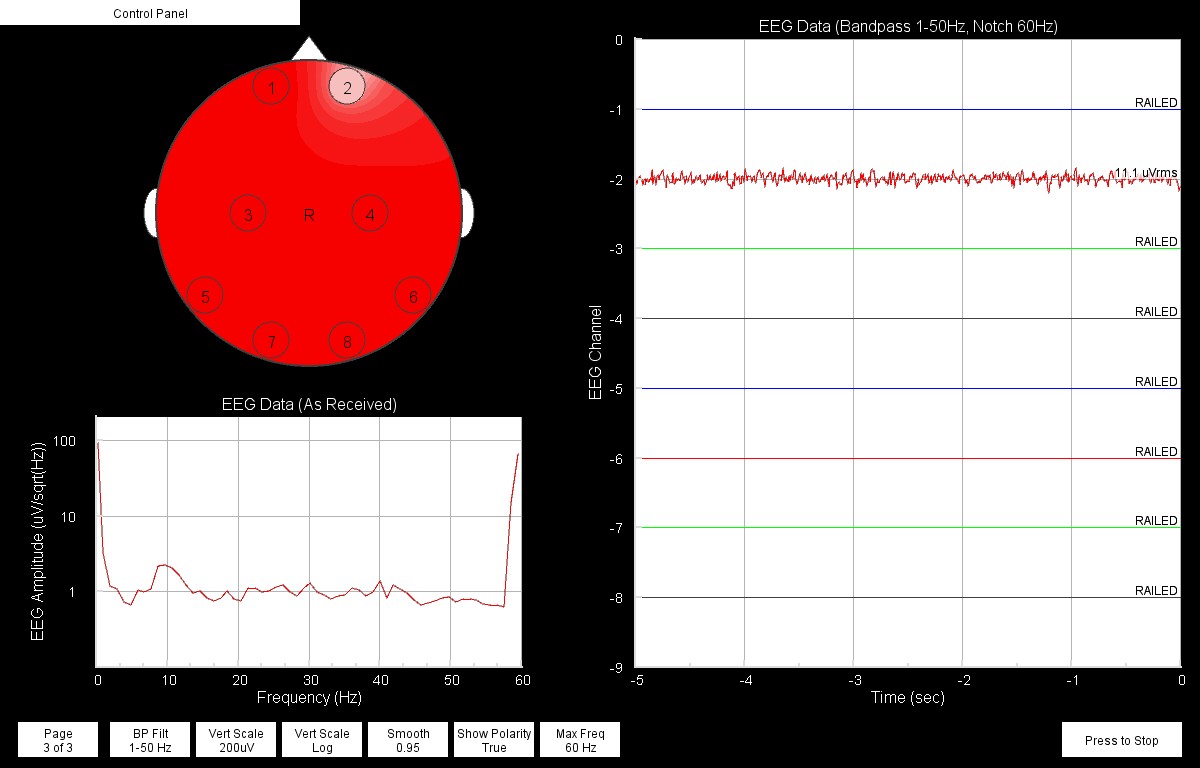 Control Panel
1
2
3
R
4
5
6
7
8
EEG Data (Bandpass 1-50Hz, Notch 60Hz)
EEG Channel
0
-1
-2
-3
-4
-5
-6
-7
-8
-9
RAILED
11.1 uVrms
RAILED
RAILED
RAILED
RAILED
RAILED
RAILED
-5
-4
-3
-2
-1
0
Time (sec)
EEG Data (As Received)
EEG Amplitude (uV/sqrt(Hz))
100
10
1
0
10
20
30
40
50
60
Frequency (Hz)
Page
3 of 3
BP Filt
1-50 Hz
Vert Scale
200uV
Vert Scale
Log
Smooth
0.95
Show Polarity
True
Max Freq
60 Hz
Press to Stop